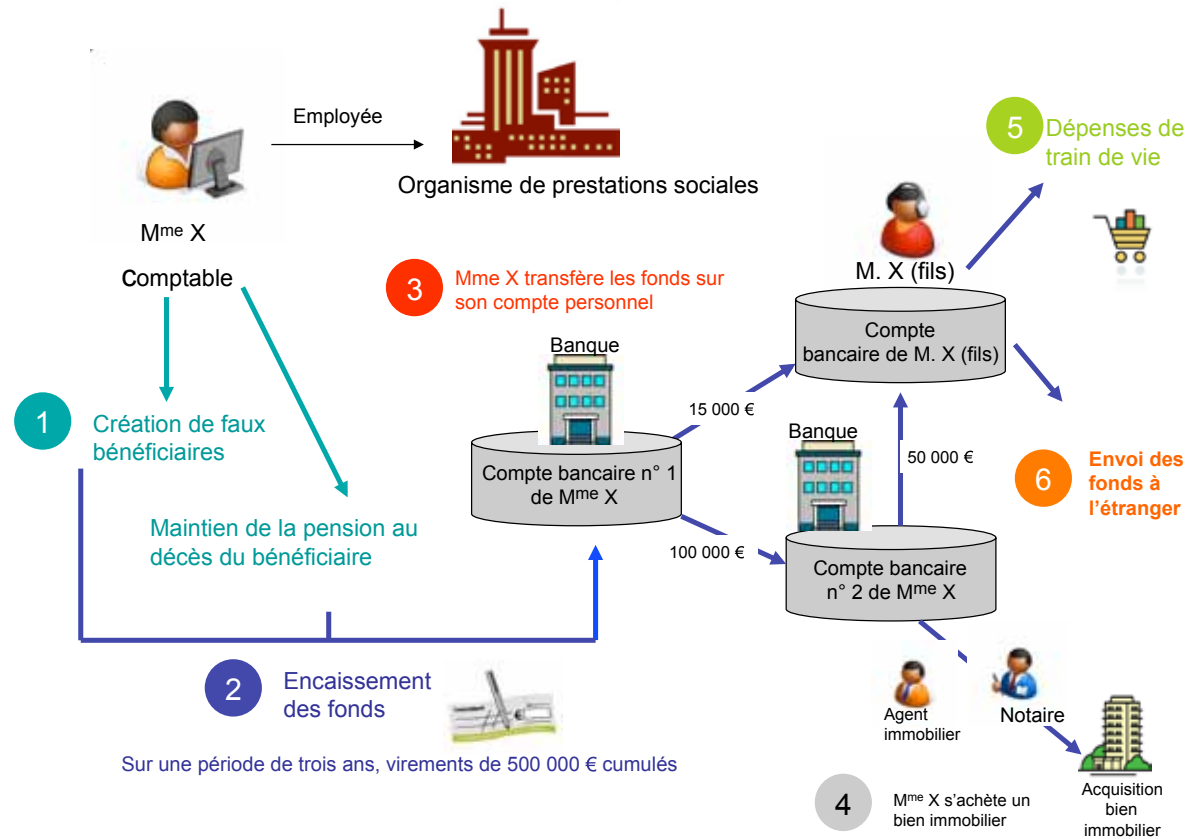 Employée
Organisme de prestations sociales
Mme X
Comptable
1
Création de faux
bénéficiaires
Maintien de la pension au
décès du bénéficiaire
2
Encaissement
des fonds
Sur une période de trois ans, virements de 500 000 € cumulés
3
Mme X transfère les fonds sur
son compte personnel
Banque
Compte bancaire n° 1
de Mme X
15 000 €
100 000 €
Banque
Compte bancaire
n° 2 de Mme X
50 000 €
M. X (fils)
Compte
bancaire de M. X (fils)
5
Dépenses de
train de vie
6
Envoi des
fonds à
l’étranger
Agent
immobilier
Notaire
4
Mme X s’achète un
bien immobilier
Acquisition
bien
immobilier